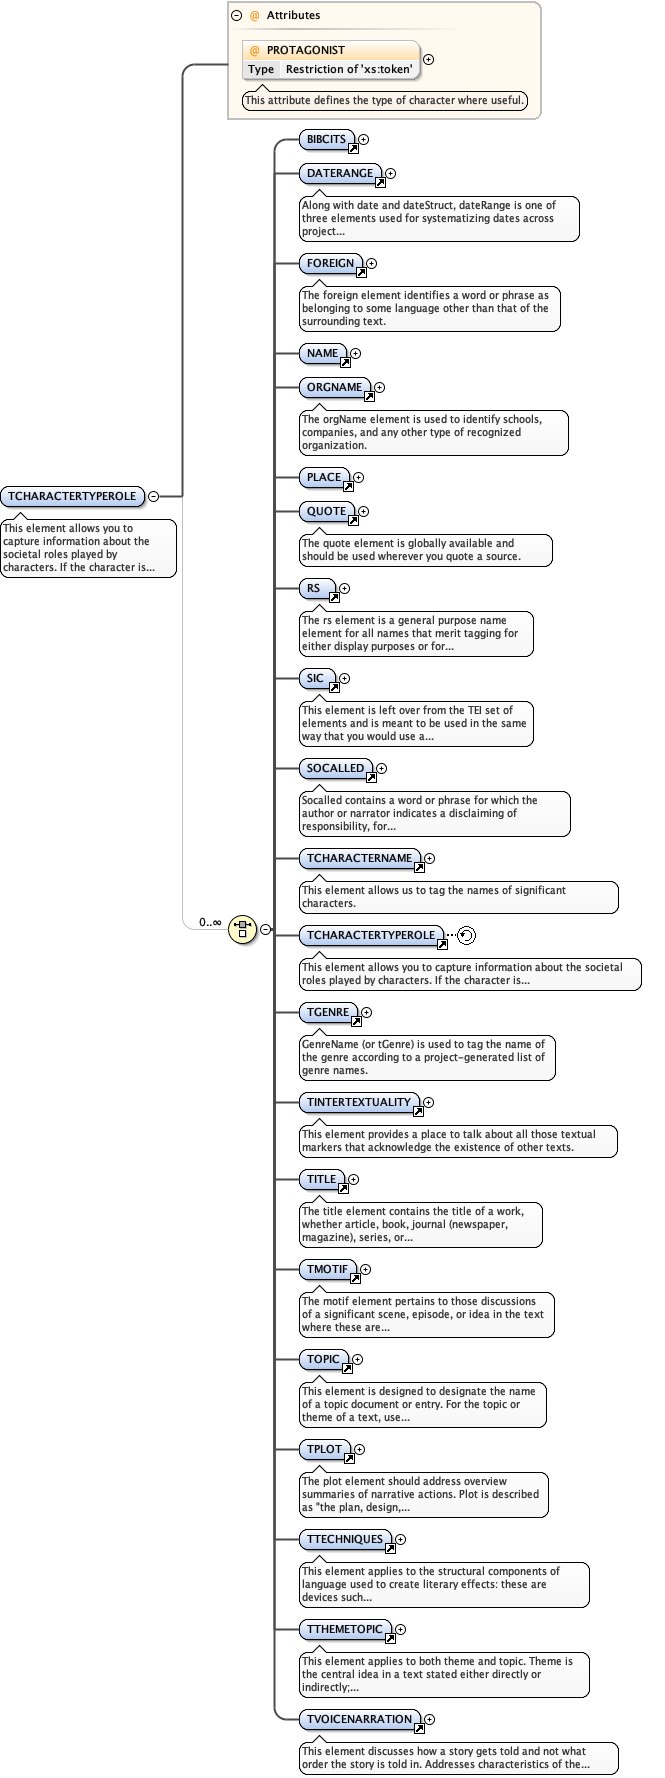 Attributes
PROTAGONIST
Type Restriction of 'xs:token'
This attribute defines the type of character where useful.
BIBCITS
DATERANGE
Along with date and dateStruct, dateRange is one of
three elements used for systematizing dates across
project...
FOREIGN
The foreign element identifies a word or phrase as
belonging to some language other than that of the
surrounding text.
NAME
ORGNAME
The orgName element is used to identify schools,
companies, and any other type of recognized
organization.
PLACE
TCHARACTERTYPEROLE
This element allows you to
capture information about the
societal roles played by
characters. If the character is...
QUOTE
The quote element is globally available and
should be used wherever you quote a source.
RS
The rs element is a general purpose name
element for all names that merit tagging for
either display purposes or for...
SIC
This element is left over from the TEI set of
elements and is meant to be used in the same
way that you would use a...
SOCALLED
Socalled contains a word or phrase for which the
author or narrator indicates a disclaiming of
responsibility, for...
TCHARACTERNAME
This element allows us to tag the names of significant
characters.
0..∞
TCHARACTERTYPEROLE
This element allows you to capture information about the societal
roles played by characters. If the character is...
TGENRE
GenreName (or tGenre) is used to tag the name of
the genre according to a project-generated list of
genre names.
TINTERTEXTUALITY
This element provides a place to talk about all those textual
markers that acknowledge the existence of other texts.
TITLE
The title element contains the title of a work,
whether article, book, journal (newspaper,
magazine), series, or...
TMOTIF
The motif element pertains to those discussions
of a significant scene, episode, or idea in the text
where these are...
TOPIC
This element is designed to designate the name
of a topic document or entry. For the topic or
theme of a text, use...
TPLOT
The plot element should address overview
summaries of narrative actions. Plot is described
as "the plan, design,...
TTECHNIQUES
This element applies to the structural components of
language used to create literary effects: these are
devices such...
TTHEMETOPIC
This element applies to both theme and topic. Theme is
the central idea in a text stated either directly or
indirectly;...
TVOICENARRATION
This element discusses how a story gets told and not what
order the story is told in. Addresses characteristics of the...